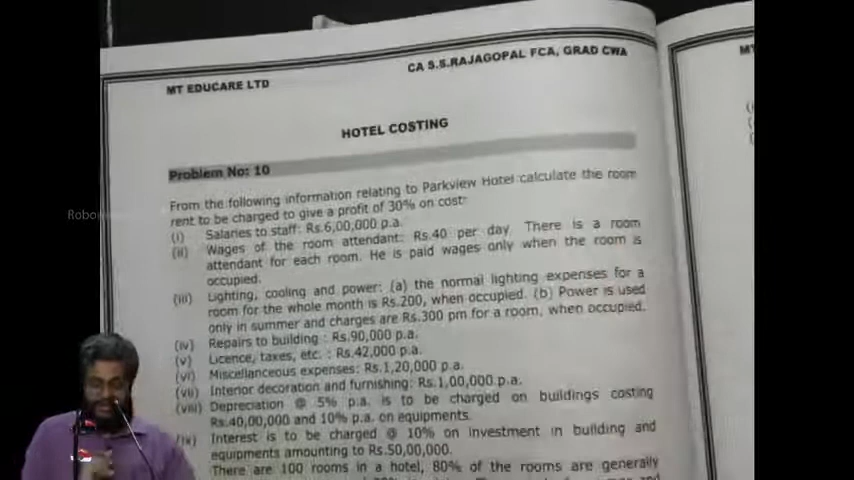 MT EDUCARE LTD
CA S.S.RAJAGOPAL FCA, GRAD CWA
HOTEL COSTING
Problem No: 10
From the following information relating to Parkview Hotel calculate the room
rent to be charged to give a profit of 30% on cost:
(i) Salaries to staff: Rs.6,00,000 p.a.
(ii) Wages of the room attendant: Rs.40 per day. There is a room
attendant for each room. He is paid wages only when the room is
occupied.
(iii) Lighting, cooling and power: (a) the normal lighting expenses for a
room for the whole month is Rs.200, when occupied. (b) Power is used
only in summer and charges are Rs.300 pm for a room, when occupied.
(iv) Repairs to building : Rs.90,000 p.a.
(v) Licence, taxes, etc. : Rs.42,000 p.a.
(vi) Miscellaneous expenses: Rs.1,20,000 p.a.
(vii) Interior decoration and furnishing: Rs.1,00,000 p.a.
(viii) Depreciation @ 5% p.a. is to be charged on buildings costing
Rs.40,00,000 and 10% p.a. on equipments.
(ix) Interest is to be charged @ 10% on investment in building and
equipments amounting to Rs.50,00,000.
There are 100 rooms in a hotel, 80% of the rooms are generally